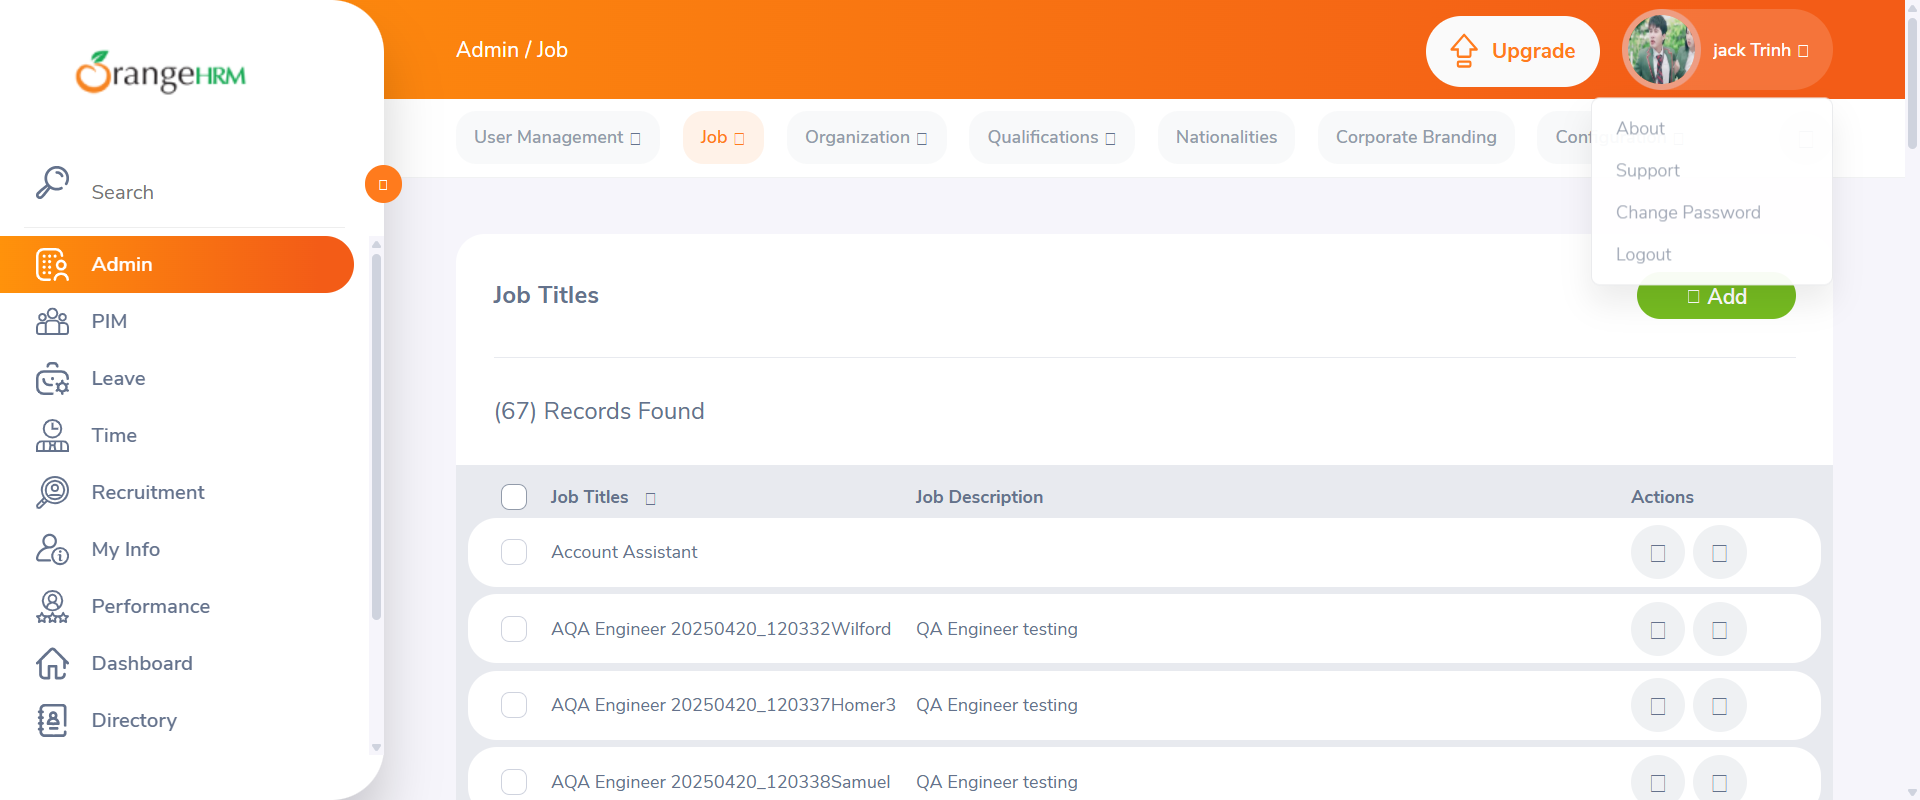 OrangeHRM
Search
Admin
PIM
Leave
Time
Recruitment
My Info
Performance
Dashboard
Directory
Admin / Job
Upgrade
jack Trinh
About
Support
Change Password
Logout
User Management
Job
Organization
Qualifications
Nationalities
Corporate Branding
Job Titles
Add
(67) Records Found
Job Titles Job Description Actions
Account Assistant
AQA Engineer 20250420_120332Wilford QA Engineer testing
AQA Engineer 20250420_120337Homer3 QA Engineer testing
AQA Engineer 20250420_120338Samuel QA Engineer testing